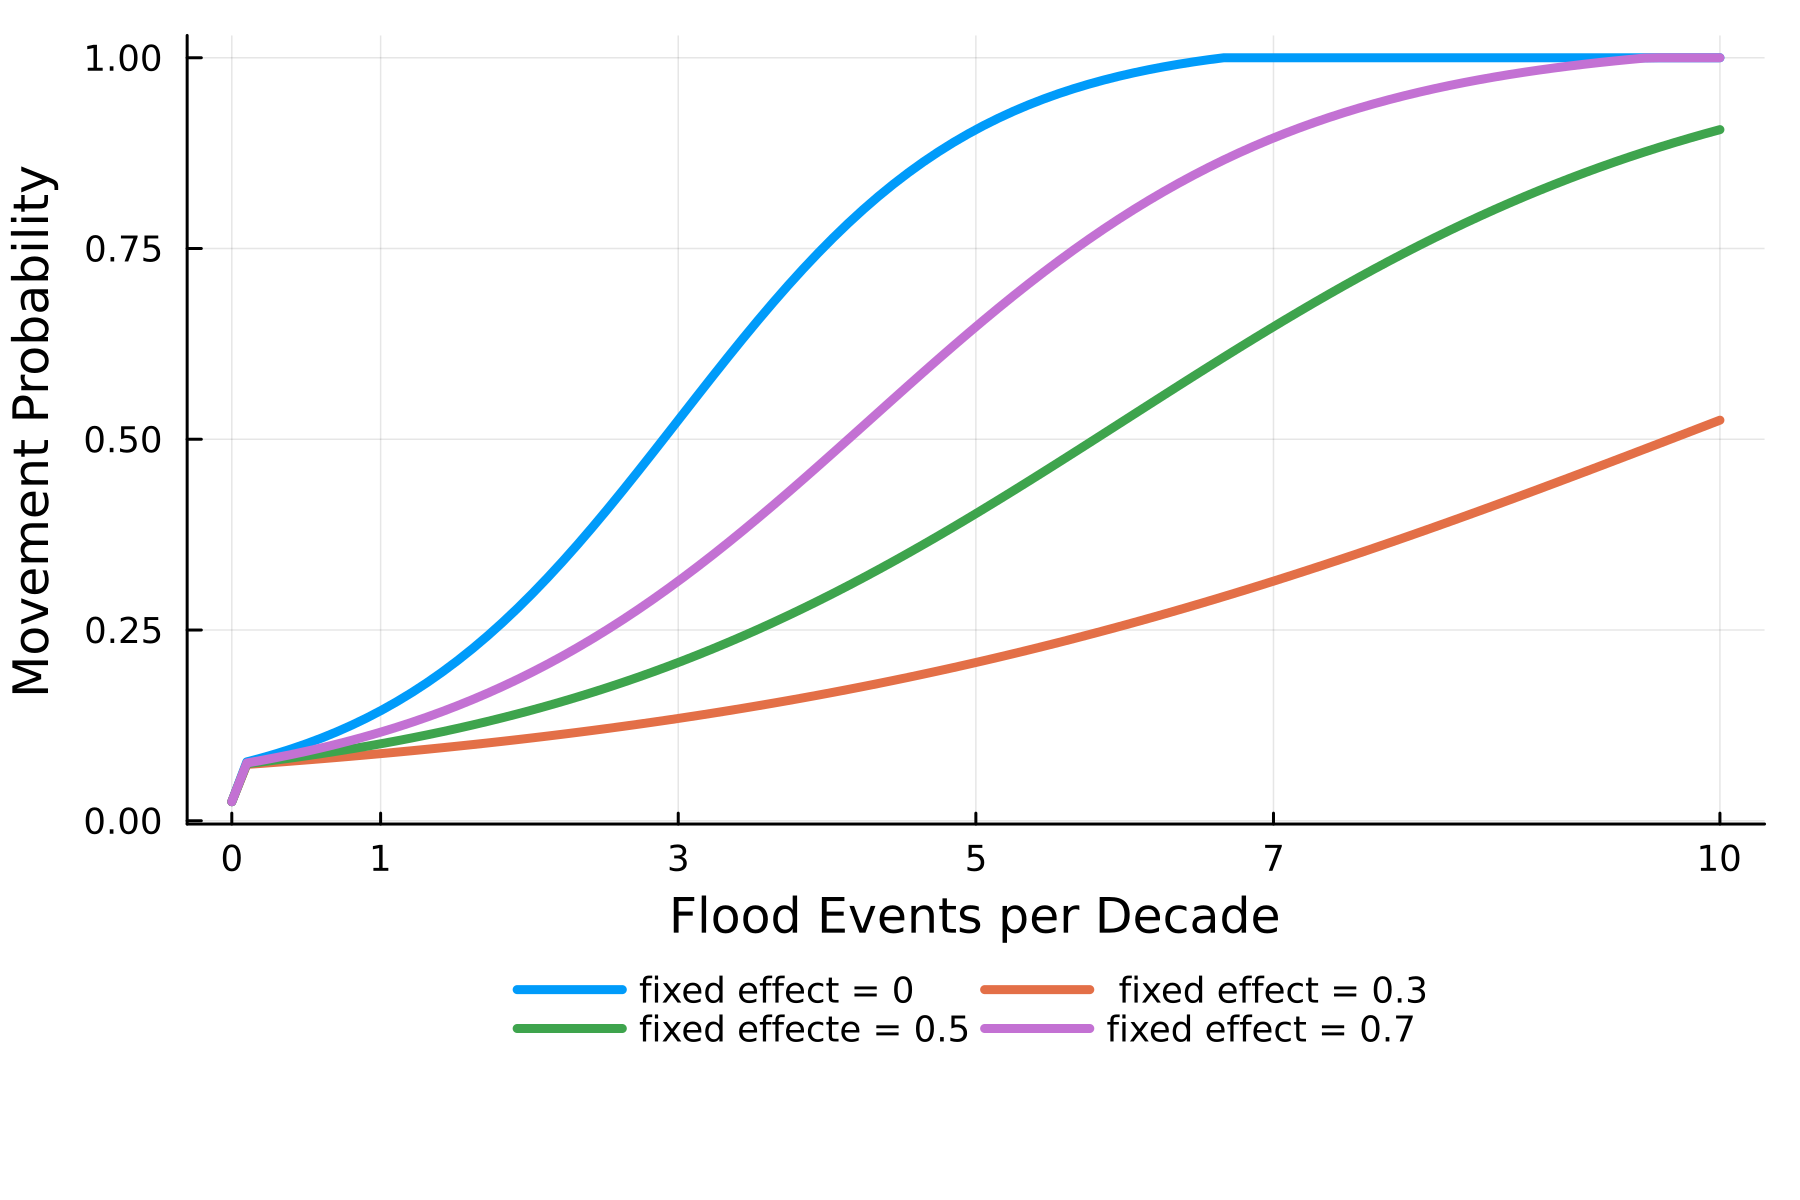 Movement Probability
1.00
0.75
0.50
0.25
0.00
0 1 3 5 7 10
Flood Events per Decade
fixed effect = 0 fixed effect = 0.3
fixed effecte = 0.5 fixed effect = 0.7